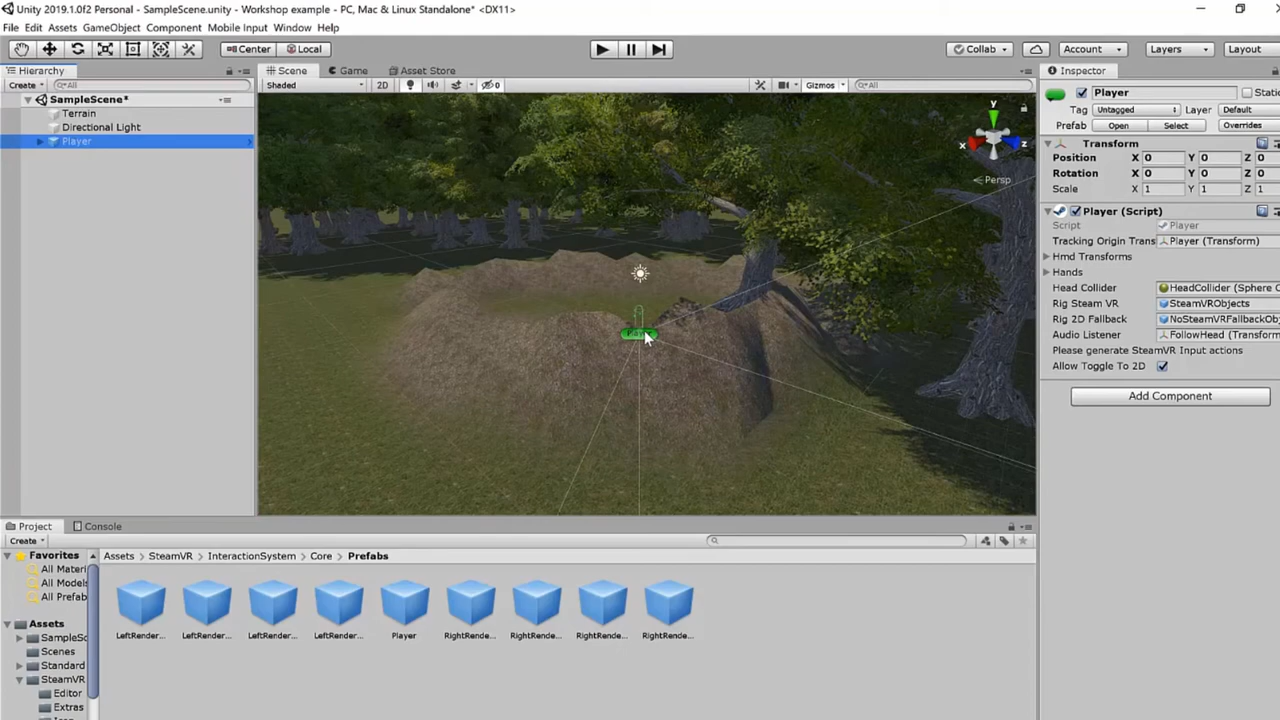 Unity 2019.1.0f2 Personal - SampleScene.unity - Workshop example - PC, Mac & Linux Standalone* <DX11>
File Edit Assets GameObject Component Mobile Input Window Help
Center Local Collab Account Layers Layout
Hierarchy
Create All
SampleScene*
Terrain
Directional Light
Player
Scene Game Asset Store
Shaded 2D 0 Gizmos All
y
x z
Persp
Player
Inspector
Player Static
Tag Untagged Layer Default
Prefab Open Select Overrides
Transform
Position X 0 Y 0 Z 0
Rotation X 0 Y 0 Z 0
Scale X 1 Y 1 Z 1
Player (Script)
Script Player
Tracking Origin Trans Player (Transform)
Hmd Transforms
Hands
Head Collider HeadCollider (Sphere C
Rig Steam VR SteamVRObjects
Rig 2D Fallback NoSteamVRFallbackObj
Audio Listener FollowHead (Transform
Please generate SteamVR Input actions
Allow Toggle To 2D
Add Component
Project Console
Create
Favorites
All Materi
All Models
All Prefab
Assets
SampleSc
Scenes
Standard
SteamVR
Editor
Extras
Assets SteamVR InteractionSystem Core Prefabs
LeftRender... LeftRender... LeftRende... LeftRender... Player RightRende... RightRende... RightRende... RightRende...